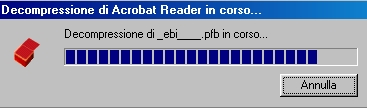 Decompressione di Acrobat Reader in corso...
Decompressione di _ebi____.pfb in corso...
Annulla